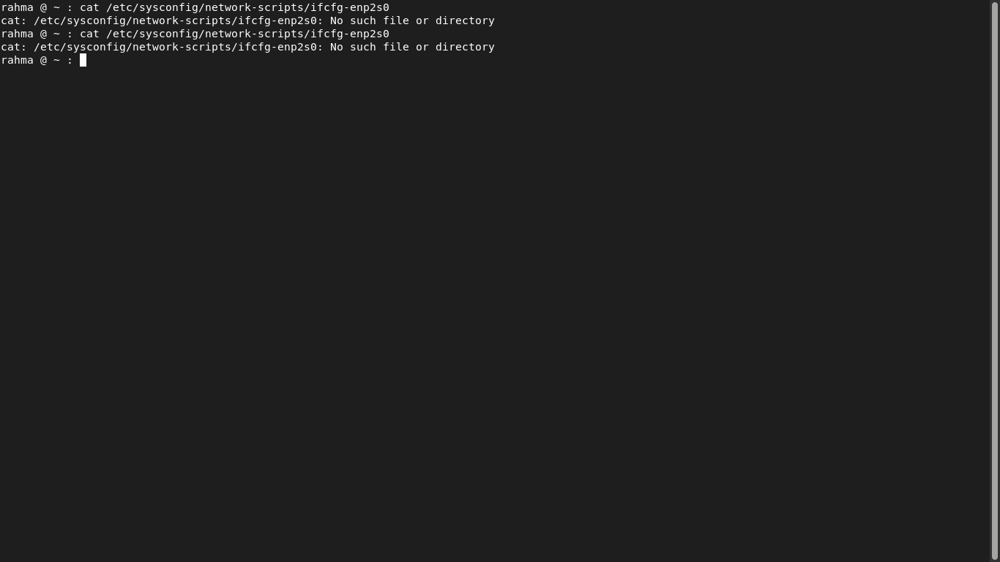 rahma @ ~ : cat /etc/sysconfig/network-scripts/ifcfg-enp2s0
cat: /etc/sysconfig/network-scripts/ifcfg-enp2s0: No such file or directory
rahma @ ~ : cat /etc/sysconfig/network-scripts/ifcfg-enp2s0
cat: /etc/sysconfig/network-scripts/ifcfg-enp2s0: No such file or directory
rahma @ ~ :